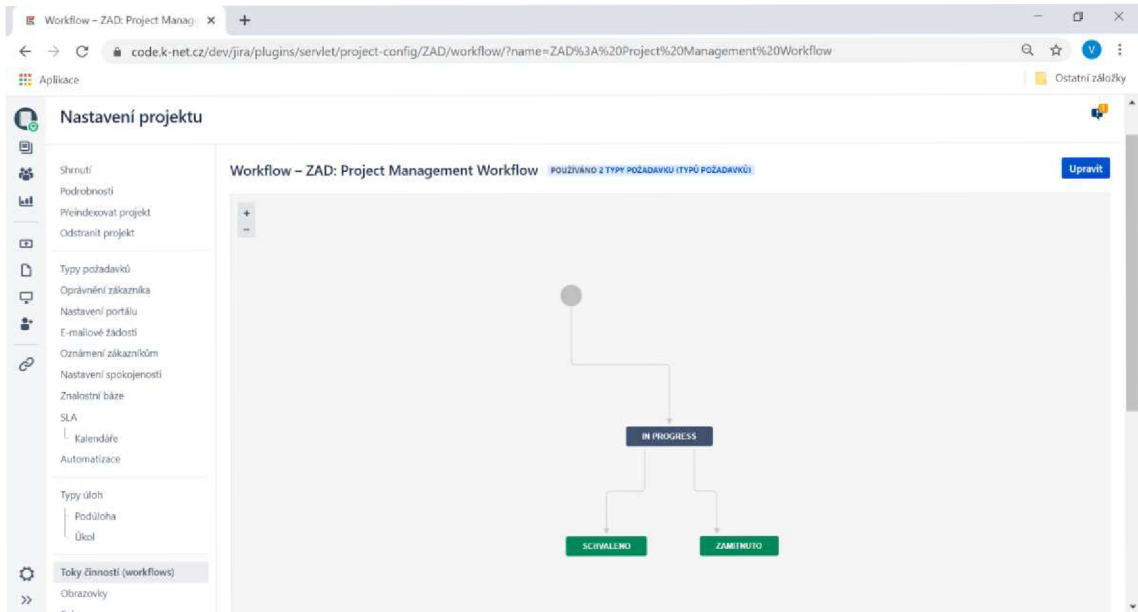 Workflow – ZAD: Project Manag
code.k-net.cz/dev/jira/plugins/servlet/project-config/ZAD/workflow/?name=ZAD%3A%20Project%20Management%20Workflow
V
Aplikace
Ostatní záložky
Nastavení projektu
Shrnutí
Podrobnosti
Přeindexovat projekt
Odstranit projekt
Typy požadavků
Oprávnění zákazníka
Nastavení portálu
E-mailové žádosti
Oznámení zákazníkům
Nastavení spokojenosti
Znalostní báze
SLA
Kalendáře
Automatizace
Typy úloh
Podúloha
Úkol
Toky činností (workflows)
Obrazovky
Workflow – ZAD: Project Management Workflow POUŽÍVÁNO 2 TYPY POŽADAVKU (TYPŮ POŽADAVKŮ)
Upravit
+
–
IN PROGRESS
SCHVALENO
ZAMITNUTO